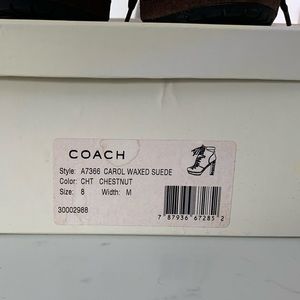 COACH
Style: A7366 CAROL WAXED SUEDE
Color: CHT CHESTNUT
Size: 8 Width: M
30002988
7 87936 67285 2